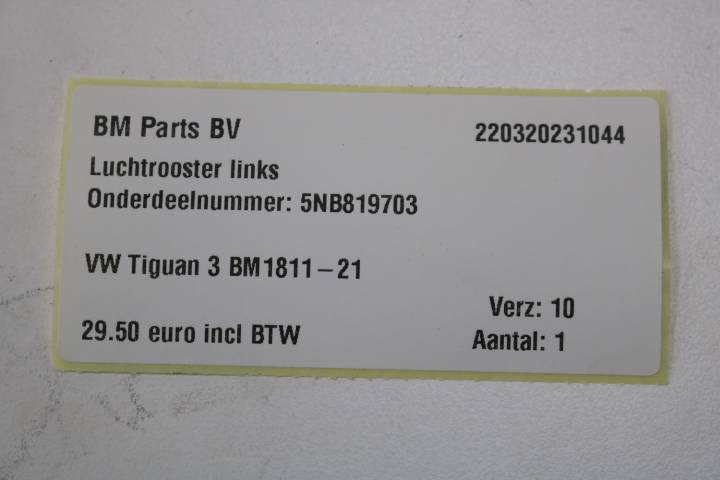 BM Parts BV 220320231044
Luchtrooster links
Onderdeelnummer: 5NB819703
VW Tiguan 3 BM1811-21
Verz: 10
29.50 euro incl BTW Aantal: 1